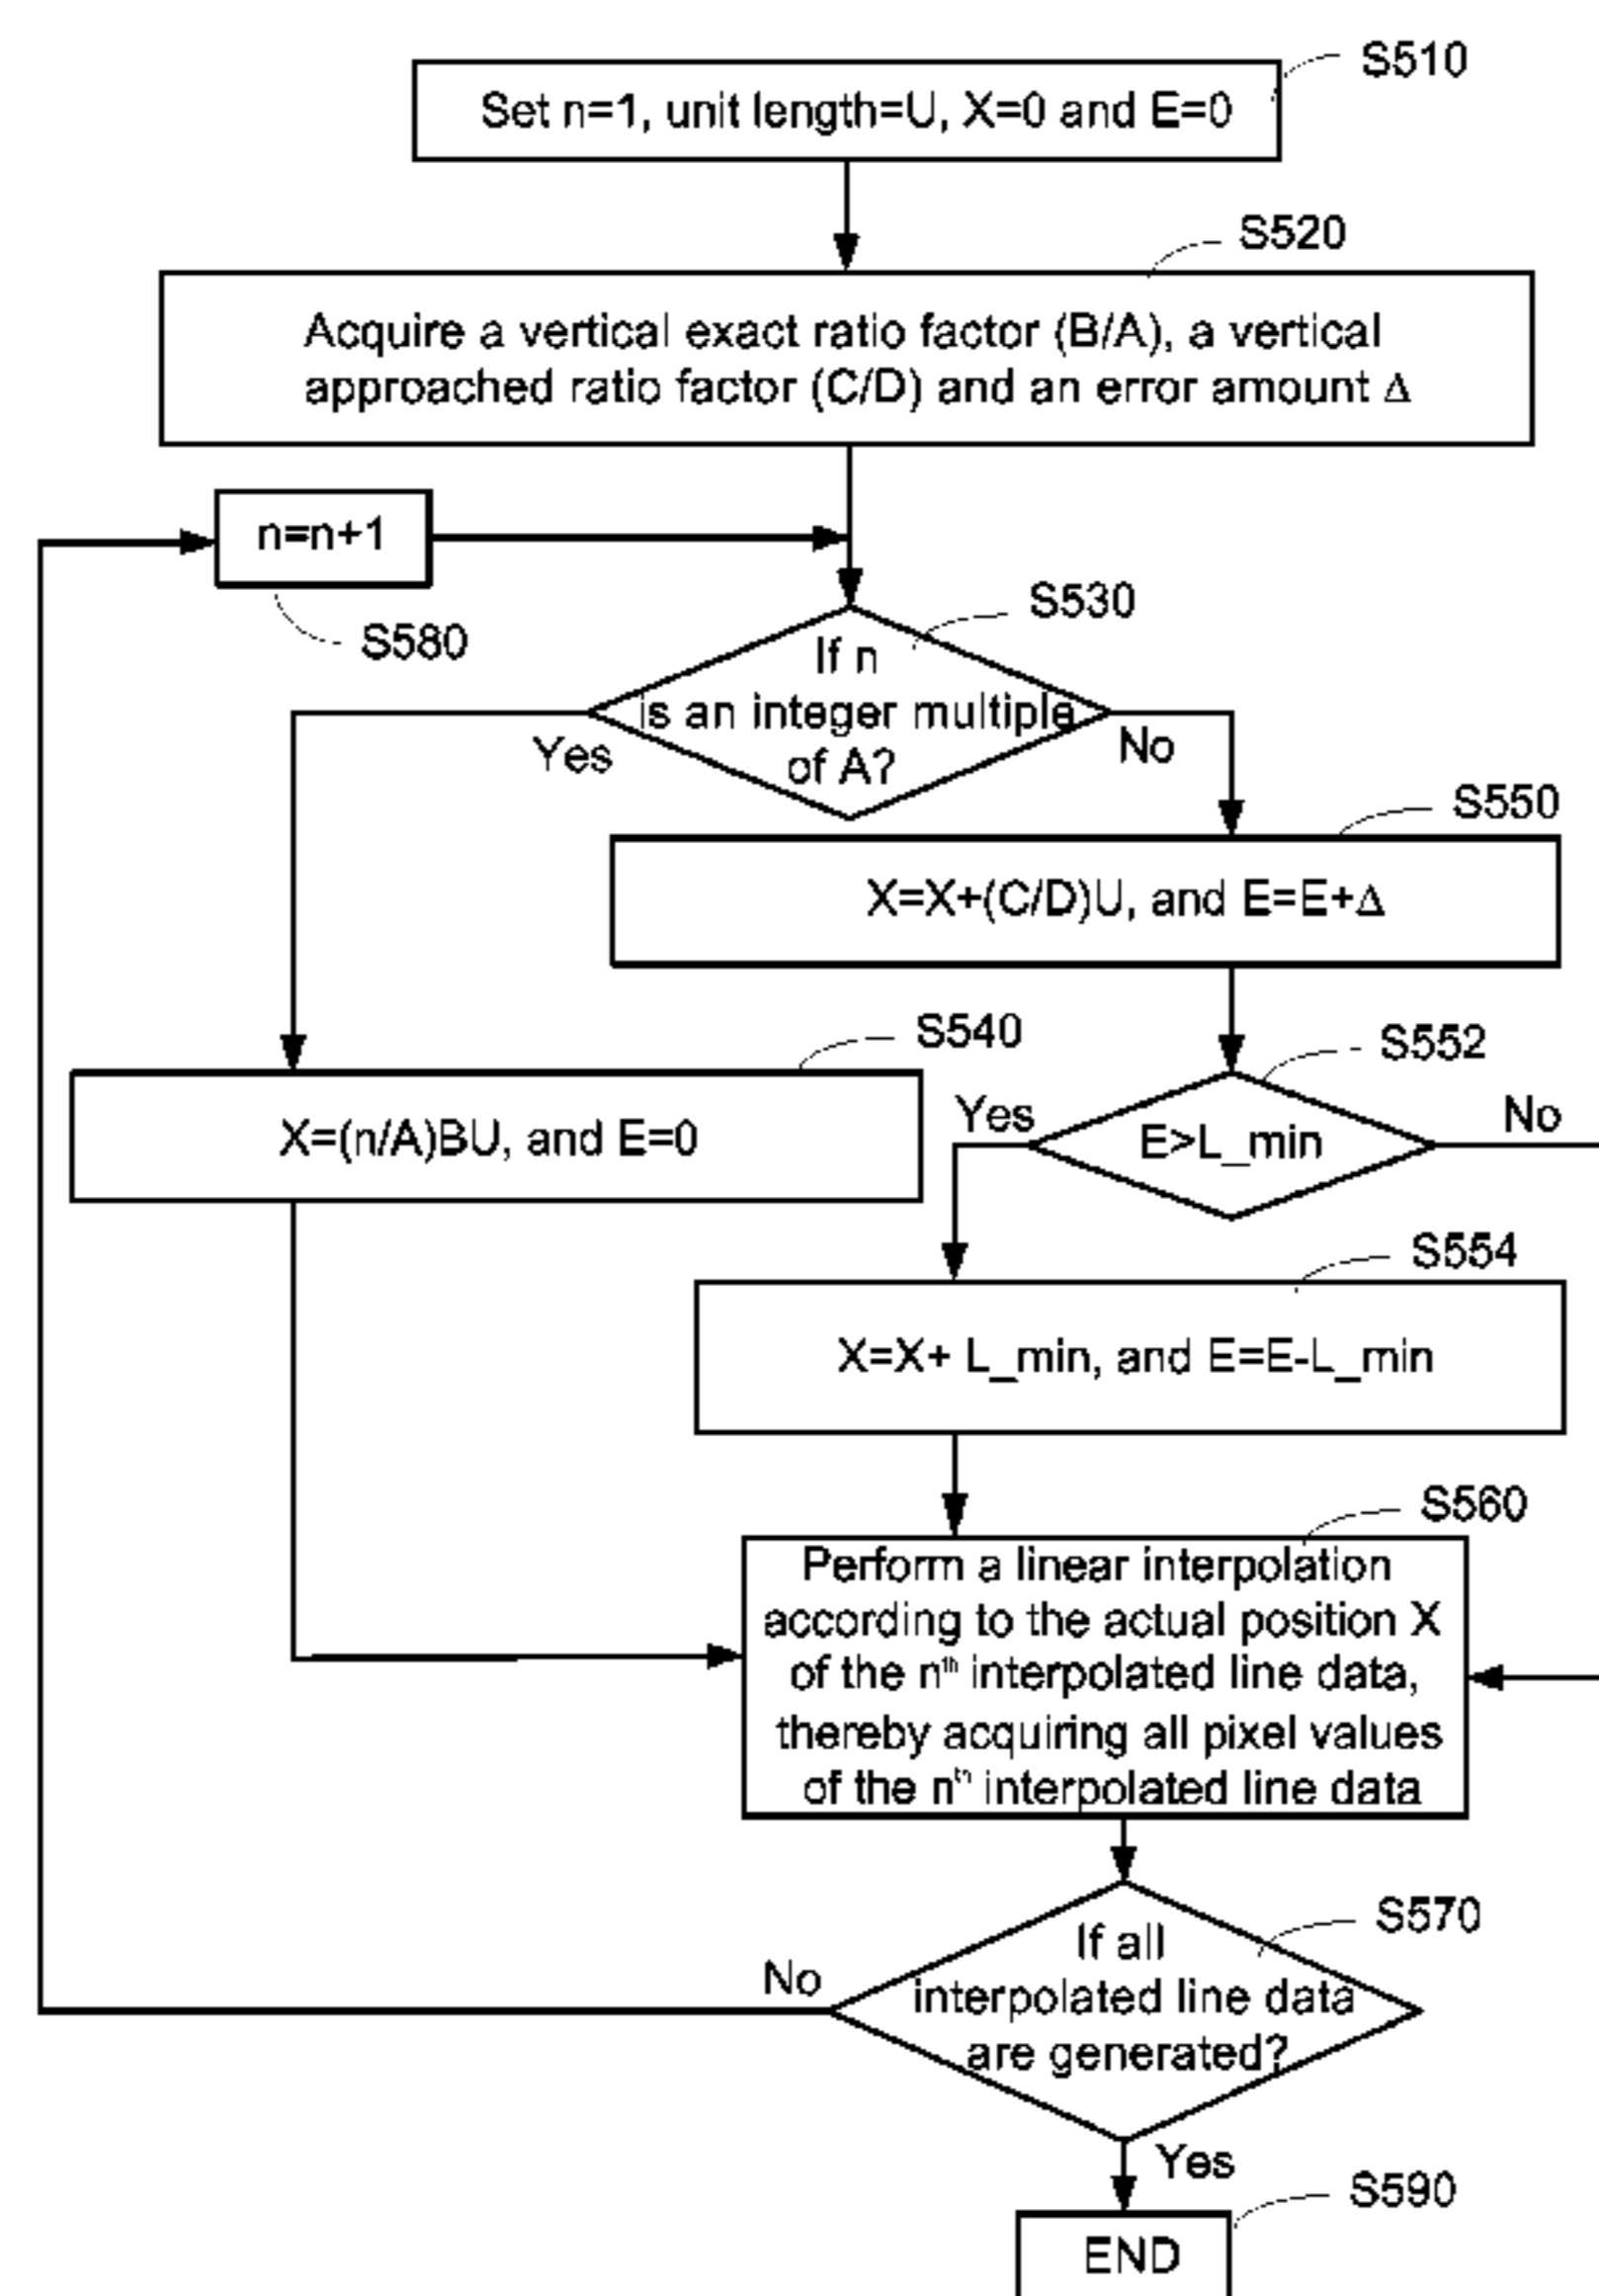 S510
Set n=1, unit length=U, X=0 and E=0
S520
Acquire a vertical exact ratio factor (B/A), a vertical
approached ratio factor (C/D) and an error amount Δ
n=n+1
S580
S530
If n
is an integer multiple
of A?
Yes
No
S550
X=X+(C/D)U, and E=E+Δ
S540
X=(n/A)BU, and E=0
S552
Yes
E>L_min
No
S554
X=X+ L_min, and E=E-L_min
S560
Perform a linear interpolation
according to the actual position X
of the nth interpolated line data,
thereby acquiring all pixel values
of the nth interpolated line data
S570
If all
interpolated line data
are generated?
No
Yes
S590
END